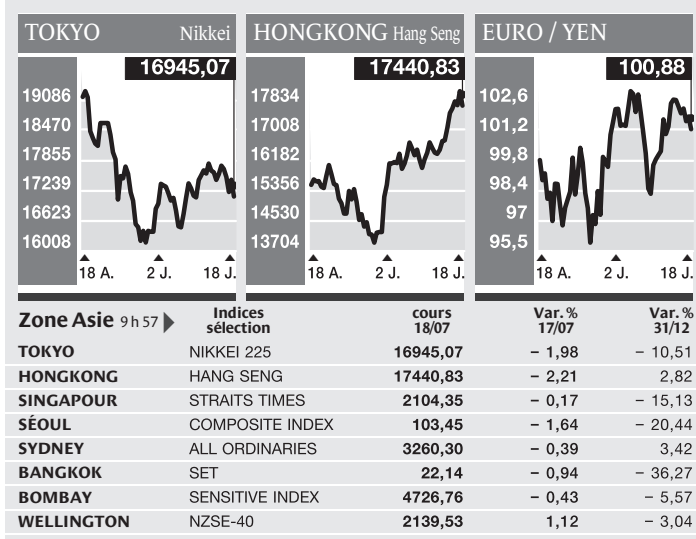 TOKYO Nikkei
16945,07
19086
18470
17855
17239
16623
16008
18 A. 2 J. 18 J.
HONGKONG Hang Seng
17440,83
17834
17008
16182
15356
14530
13704
18 A. 2 J. 18 J.
EURO / YEN
100,88
102,6
101,2
99,8
98,4
97
95,5
18 A. 2 J. 18 J.
Zone Asie 9 h 57 Indices sélection cours 18/07 Var. % 17/07 Var. % 31/12
TOKYO NIKKEI 225 16945,07 – 1,98 – 10,51
HONGKONG HANG SENG 17440,83 – 2,21 2,82
SINGAPOUR STRAITS TIMES 2104,35 – 0,17 – 15,13
SÉOUL COMPOSITE INDEX 103,45 – 1,64 – 20,44
SYDNEY ALL ORDINARIES 3260,30 – 0,39 3,42
BANGKOK SET 22,14 – 0,94 – 36,27
BOMBAY SENSITIVE INDEX 4726,76 – 0,43 – 5,57
WELLINGTON NZSE-40 2139,53 1,12 – 3,04